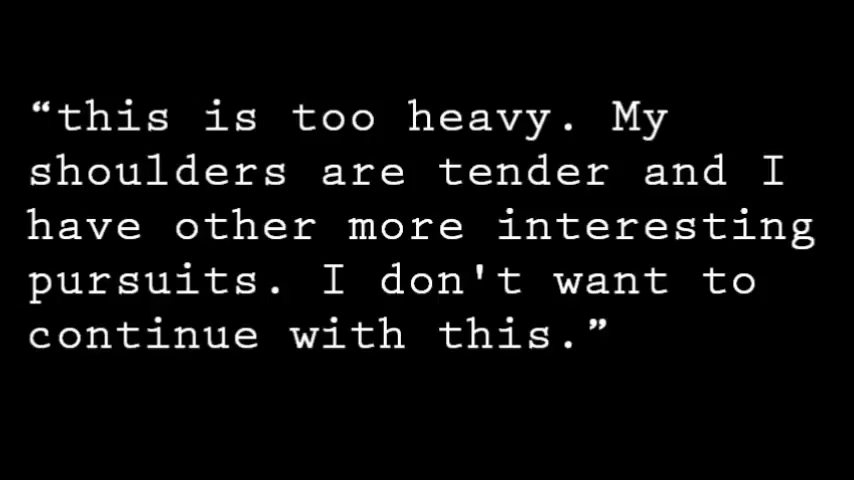 “this is too heavy. My
shoulders are tender and I
have other more interesting
pursuits. I don't want to
continue with this.”